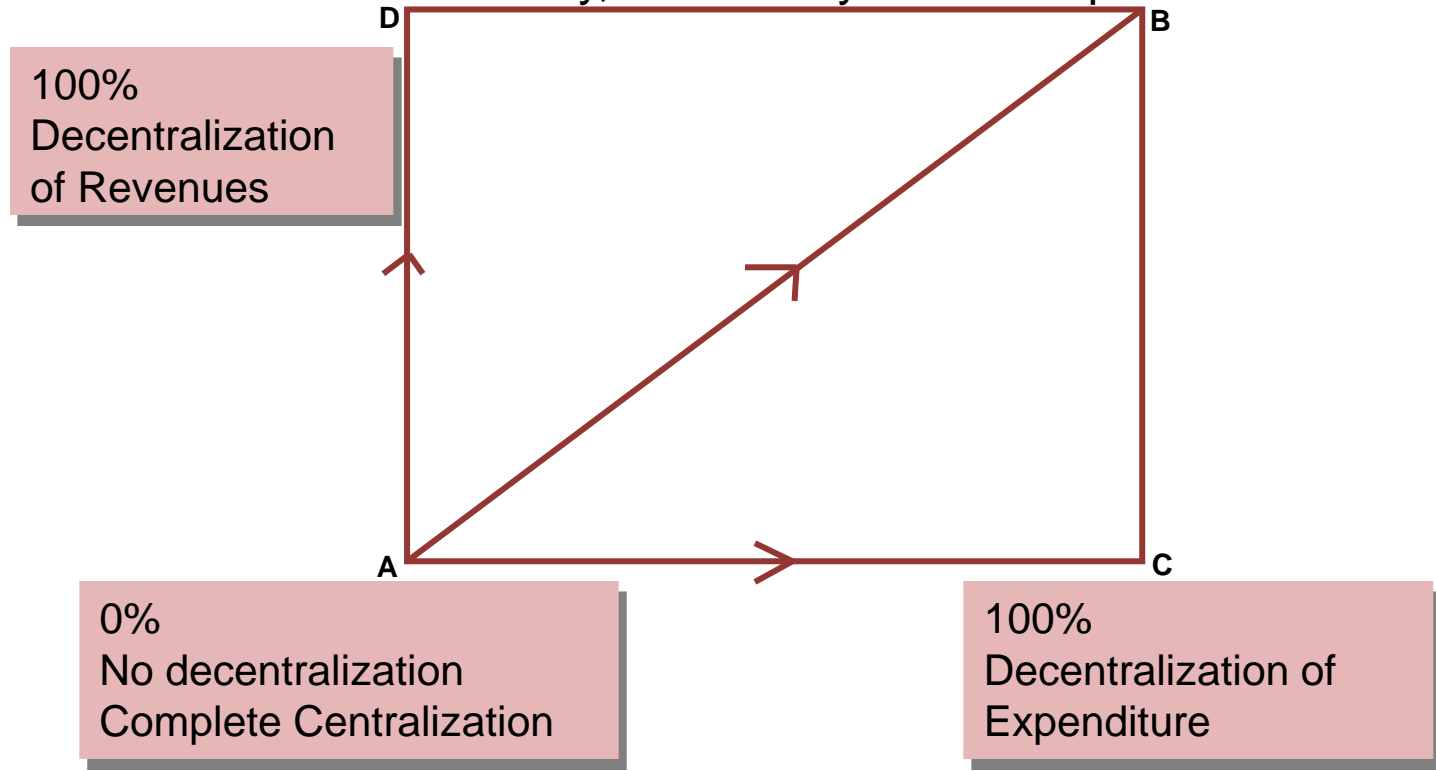 D
B
100%
Decentralization
of Revenues
A
C
0%
No decentralization
Complete Centralization
100%
Decentralization of
Expenditure